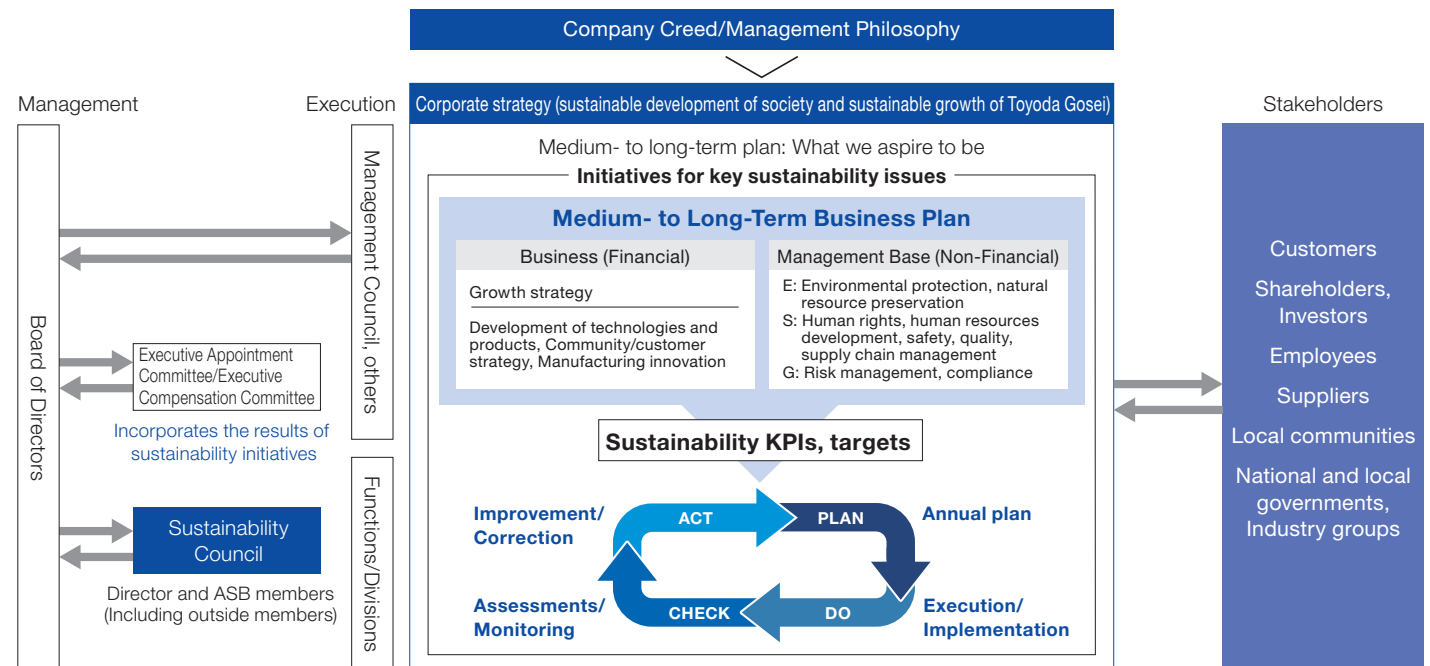 Company Creed/Management Philosophy
Management
Execution
Board of Directors
Management Council, others
Executive Appointment
Committee/Executive
Compensation Committee
Incorporates the results of
sustainability initiatives
Sustainability
Council
Director and ASB members
(Including outside members)
Functions/Divisions
Corporate strategy (sustainable development of society and sustainable growth of Toyoda Gosei)
Medium- to long-term plan: What we aspire to be
Initiatives for key sustainability issues
Medium- to Long-Term Business Plan
Business (Financial)
Growth strategy
Development of technologies and
products, Community/customer
strategy, Manufacturing innovation
Management Base (Non-Financial)
E: Environmental protection, natural
resource preservation
S: Human rights, human resources
development, safety, quality,
supply chain management
G: Risk management, compliance
Sustainability KPIs, targets
Improvement/
Correction
ACT
PLAN
Annual plan
Assessments/
Monitoring
CHECK
DO
Execution/
Implementation
Stakeholders
Customers
Shareholders,
Investors
Employees
Suppliers
Local communities
National and local
governments,
Industry groups